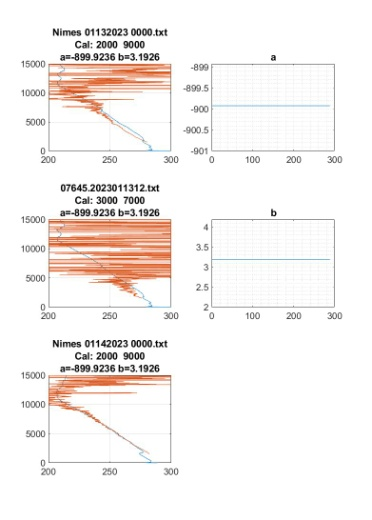 Nimes 01132023 0000.txt
Cal: 2000 9000
a=-899.9236 b=3.1926
15000
10000
5000
0
200 250 300
a
-899
-899.5
-900
-900.5
-901
0 100 200 300
07645.2023011312.txt
Cal: 3000 7000
a=-899.9236 b=3.1926
15000
10000
5000
0
200 250 300
b
4
3.5
3
2.5
2
0 100 200 300
Nimes 01142023 0000.txt
Cal: 2000 9000
a=-899.9236 b=3.1926
15000
10000
5000
0
200 250 300